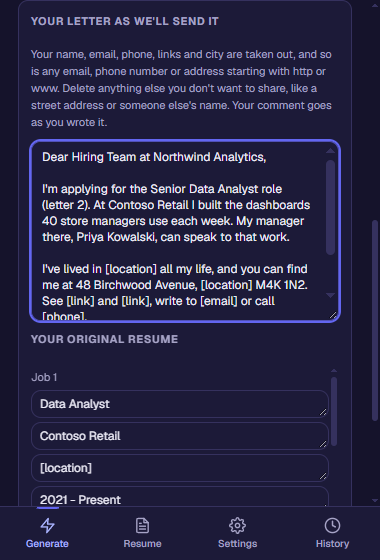 YOUR LETTER AS WE'LL SEND IT
Your name, email, phone, links and city are taken out, and so
is any email, phone number or address starting with http or
www. Delete anything else you don't want to share, like a
street address or someone else's name. Your comment goes
as you wrote it.
Dear Hiring Team at Northwind Analytics,
I'm applying for the Senior Data Analyst role
(letter 2). At Contoso Retail I built the dashboards
40 store managers use each week. My manager
there, Priya Kowalski, can speak to that work.
I've lived in [location] all my life, and you can find
me at 48 Birchwood Avenue, [location] M4K 1N2.
See [link] and [link], write to [email] or call
[phone].
YOUR ORIGINAL RESUME
Job 1
Data Analyst
Contoso Retail
[location]
2021 - Present
Generate
Resume
Settings
History